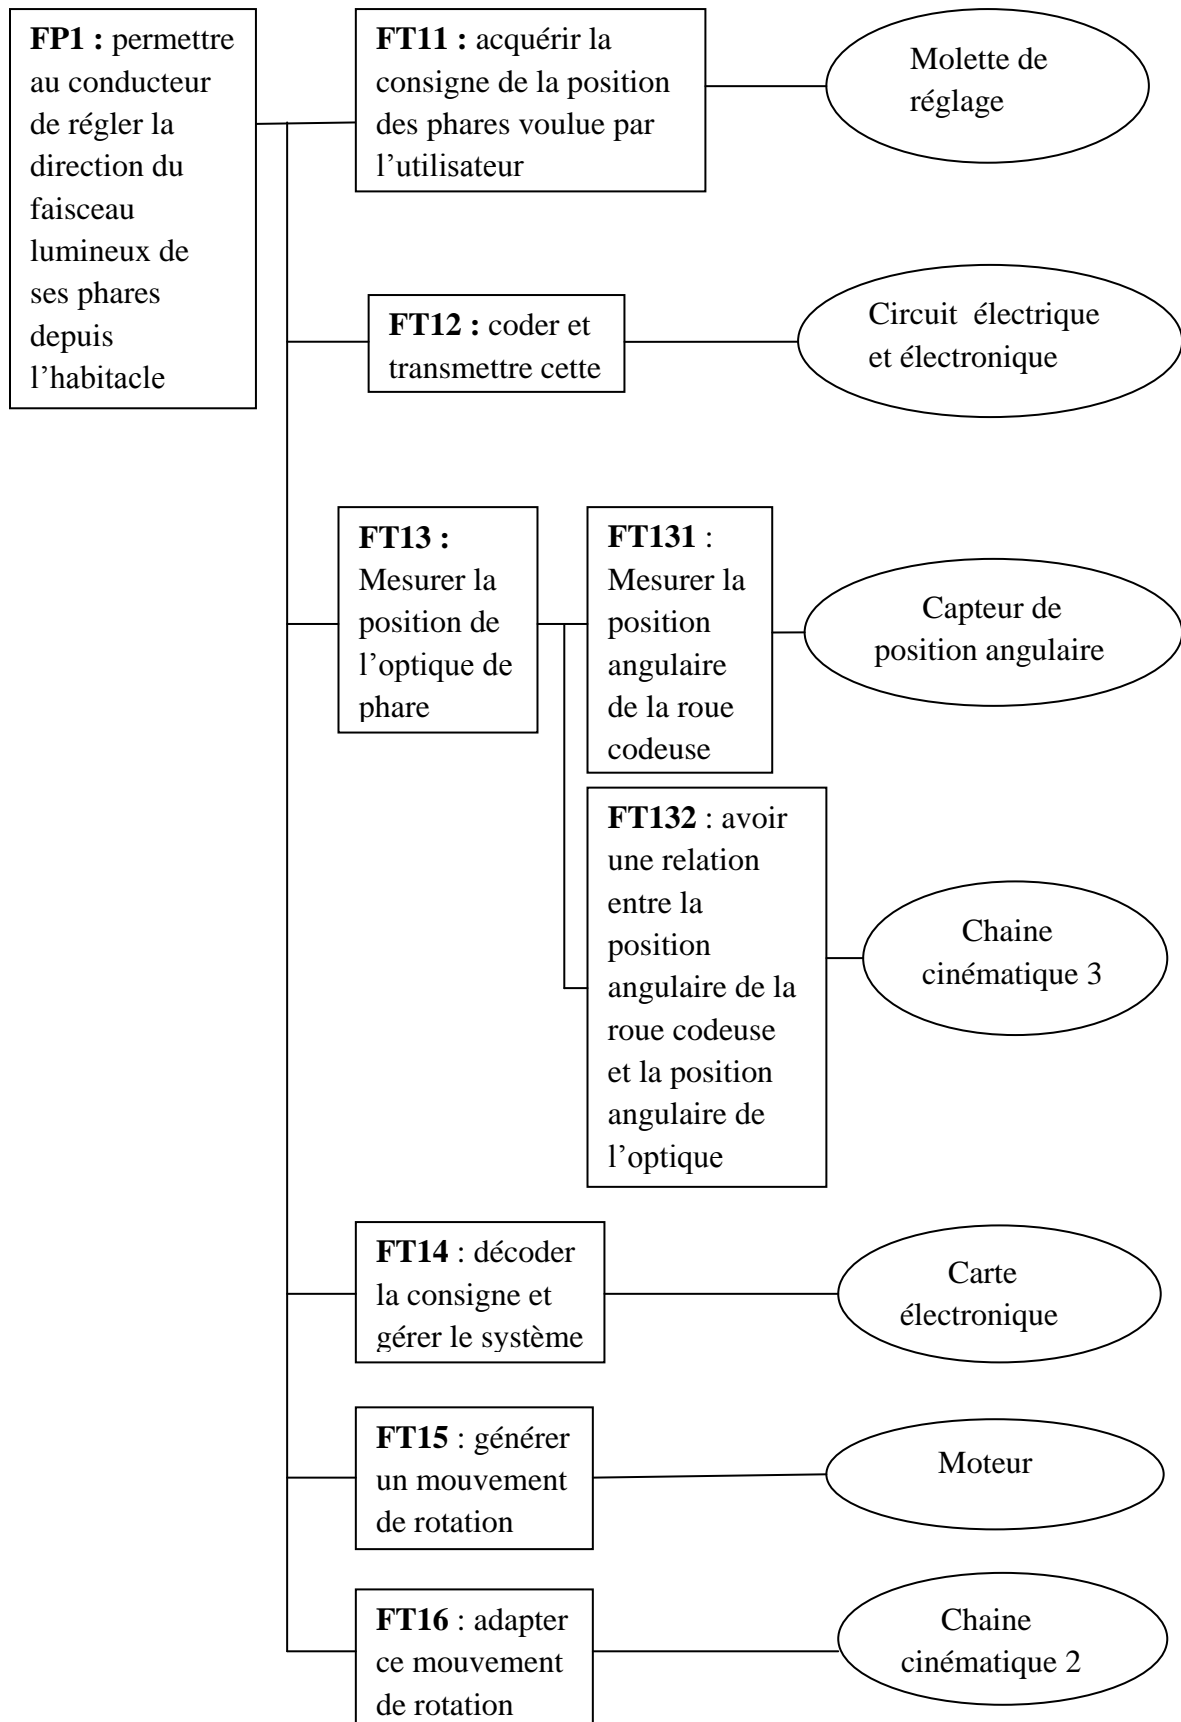 FP1 : permettre
au conducteur
de régler la
direction du
faisceau
lumineux de
ses phares
depuis
l’habitacle
FT11 : acquérir la
consigne de la position
des phares voulue par
l’utilisateur
Molette de
réglage
FT12 : coder et
transmettre cette
Circuit électrique
et électronique
FT13 :
Mesurer la
position de
l’optique de
phare
FT131 :
Mesurer la
position
angulaire
de la roue
codeuse
Capteur de
position angulaire
FT132 : avoir
une relation
entre la
position
angulaire de la
roue codeuse
et la position
angulaire de
l’optique
Chaine
cinématique 3
FT14 : décoder
la consigne et
gérer le système
Carte
électronique
FT15 : générer
un mouvement
de rotation
Moteur
FT16 : adapter
ce mouvement
de rotation
Chaine
cinématique 2